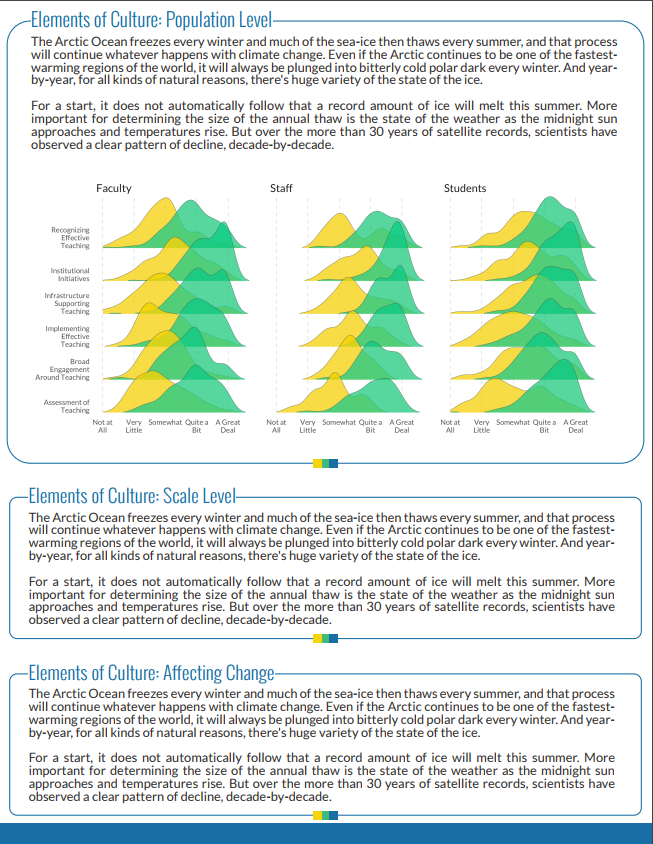 Elements of Culture: Population Level
The Arctic Ocean freezes every winter and much of the sea-ice then thaws every summer, and that process
will continue whatever happens with climate change. Even if the Arctic continues to be one of the fastest-
warming regions of the world, it will always be plunged into bitterly cold polar dark every winter. And year-
by-year, for all kinds of natural reasons, there's huge variety of the state of the ice.
For a start, it does not automatically follow that a record amount of ice will melt this summer. More
important for determining the size of the annual thaw is the state of the weather as the midnight sun
approaches and temperatures rise. But over the more than 30 years of satellite records, scientists have
observed a clear pattern of decline, decade-by-decade.
Faculty
Staff
Students
Recognizing
Effective
Teaching
Institutional
Initiatives
Infrastructure
Supporting
Teaching
Implementing
Effective
Teaching
Broad
Engagement
Around Teaching
Assessment of
Teaching
Not at All
Very Little
Somewhat
Quite a Bit
A Great Deal
Not at All
Very Little
Somewhat
Quite a Bit
A Great Deal
Not at All
Very Little
Somewhat
Quite a Bit
A Great Deal
Elements of Culture: Scale Level
The Arctic Ocean freezes every winter and much of the sea-ice then thaws every summer, and that process
will continue whatever happens with climate change. Even if the Arctic continues to be one of the fastest-
warming regions of the world, it will always be plunged into bitterly cold polar dark every winter. And year-
by-year, for all kinds of natural reasons, there's huge variety of the state of the ice.
For a start, it does not automatically follow that a record amount of ice will melt this summer. More
important for determining the size of the annual thaw is the state of the weather as the midnight sun
approaches and temperatures rise. But over the more than 30 years of satellite records, scientists have
observed a clear pattern of decline, decade-by-decade.
Elements of Culture: Affecting Change
The Arctic Ocean freezes every winter and much of the sea-ice then thaws every summer, and that process
will continue whatever happens with climate change. Even if the Arctic continues to be one of the fastest-
warming regions of the world, it will always be plunged into bitterly cold polar dark every winter. And year-
by-year, for all kinds of natural reasons, there's huge variety of the state of the ice.
For a start, it does not automatically follow that a record amount of ice will melt this summer. More
important for determining the size of the annual thaw is the state of the weather as the midnight sun
approaches and temperatures rise. But over the more than 30 years of satellite records, scientists have
observed a clear pattern of decline, decade-by-decade.